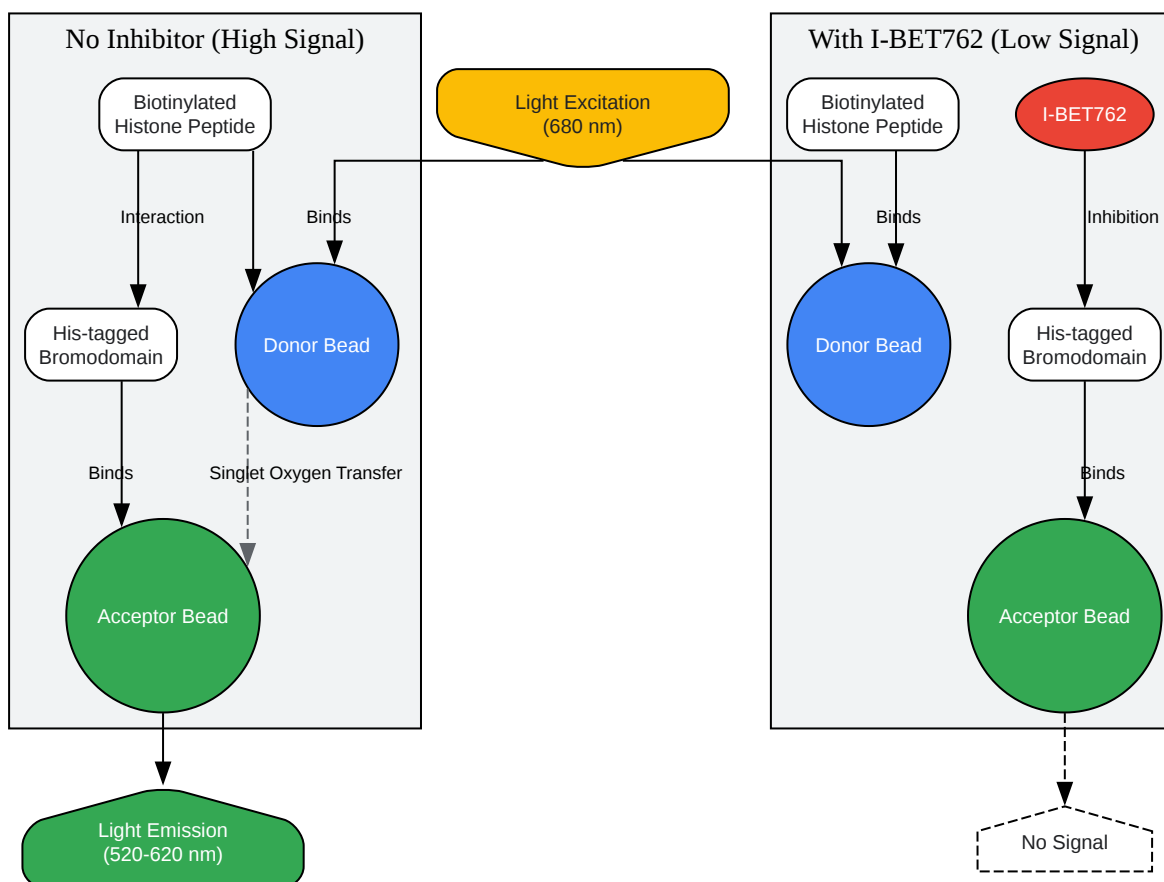 No Inhibitor (High Signal)
Biotinylated
Histone Peptide
Interaction
Binds
His-tagged
Bromodomain
Donor Bead
Binds
Singlet Oxygen Transfer
Acceptor Bead
Light Emission
(520-620 nm)
Light Excitation
(680 nm)
With I-BET762 (Low Signal)
Biotinylated
Histone Peptide
I-BET762
Binds
Inhibition
Donor Bead
His-tagged
Bromodomain
Binds
Acceptor Bead
No Signal